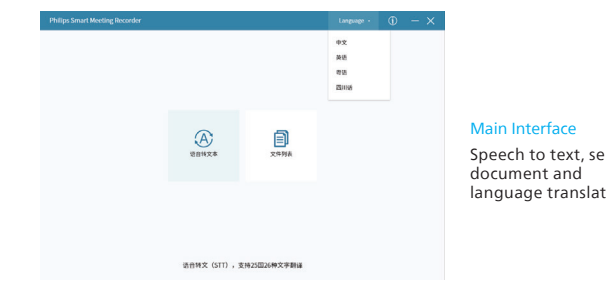 Philips Smart Meeting Recorder
Language
中文
英语
粤语
四川话
语音转文本
文件列表
语音转文(STT),支持25国26种文字翻译
Main Interface
Speech to text, se
document and
language translat